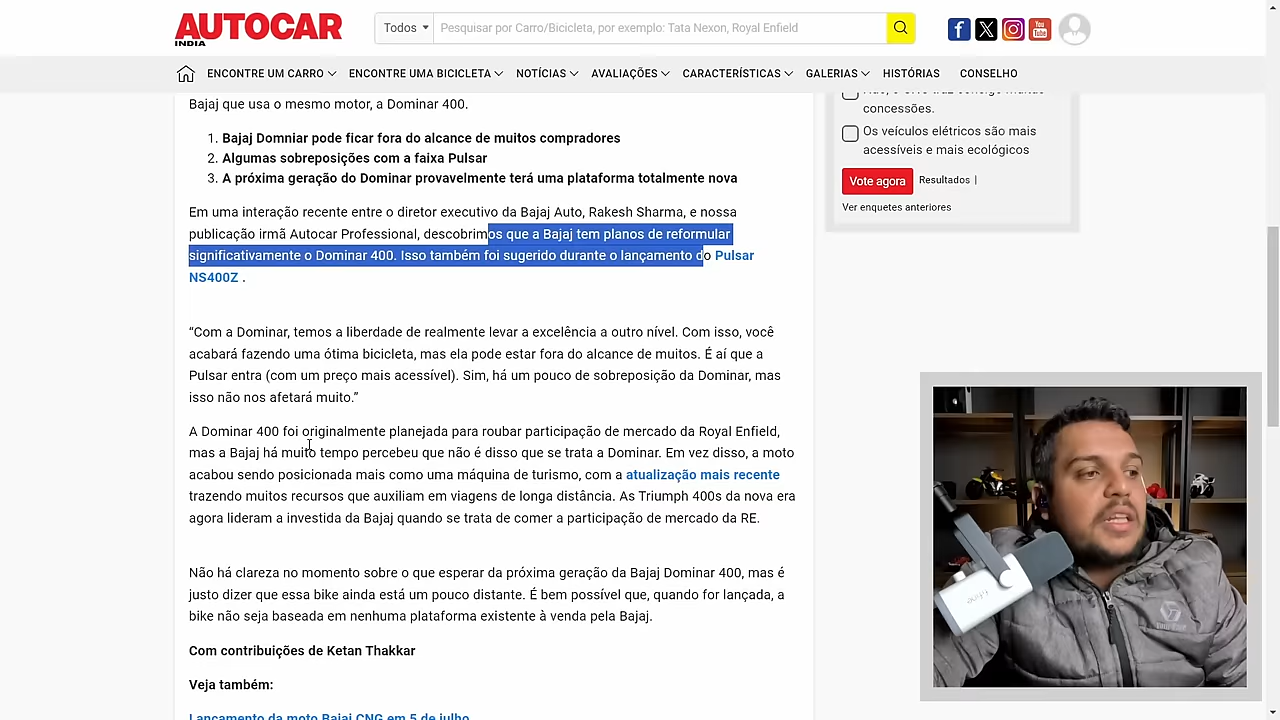 AUTOCAR
INDIA
Todos
Pesquisar por Carro/Bicicleta, por exemplo: Tata Nexon, Royal Enfield
ENCONTRE UM CARRO
ENCONTRE UMA BICICLETA
NOTÍCIAS
AVALIAÇÕES
CARACTERÍSTICAS
GALERIAS
HISTÓRIAS
CONSELHO
Bajaj que usa o mesmo motor, a Dominar 400.
1. Bajaj Domniar pode ficar fora do alcance de muitos compradores
2. Algumas sobreposições com a faixa Pulsar
3. A próxima geração do Dominar provavelmente terá uma plataforma totalmente nova
Em uma interação recente entre o diretor executivo da Bajaj Auto, Rakesh Sharma, e nossa
publicação irmã Autocar Professional, descobrimos que a Bajaj tem planos de reformular
significativamente o Dominar 400. Isso também foi sugerido durante o lançamento do Pulsar
NS400Z .
“Com a Dominar, temos a liberdade de realmente levar a excelência a outro nível. Com isso, você
acabará fazendo uma ótima bicicleta, mas ela pode estar fora do alcance de muitos. É aí que a
Pulsar entra (com um preço mais acessível). Sim, há um pouco de sobreposição da Dominar, mas
isso não nos afetará muito.”
A Dominar 400 foi originalmente planejada para roubar participação de mercado da Royal Enfield,
mas a Bajaj há muito tempo percebeu que não é disso que se trata a Dominar. Em vez disso, a moto
acabou sendo posicionada mais como uma máquina de turismo, com a atualização mais recente
trazendo muitos recursos que auxiliam em viagens de longa distância. As Triumph 400s da nova era
agora lideram a investida da Bajaj quando se trata de comer a participação de mercado da RE.
Não há clareza no momento sobre o que esperar da próxima geração da Bajaj Dominar 400, mas é
justo dizer que essa bike ainda está um pouco distante. É bem possível que, quando for lançada, a
bike não seja baseada em nenhuma plataforma existente à venda pela Bajaj.
Com contribuições de Ketan Thakkar
Veja também:
Lançamento da moto Bajaj CNG em 5 de julho
concessões.
Os veículos elétricos são mais
acessíveis e mais ecológicos
Vote agora
Resultados |
Ver enquetes anteriores
fifine